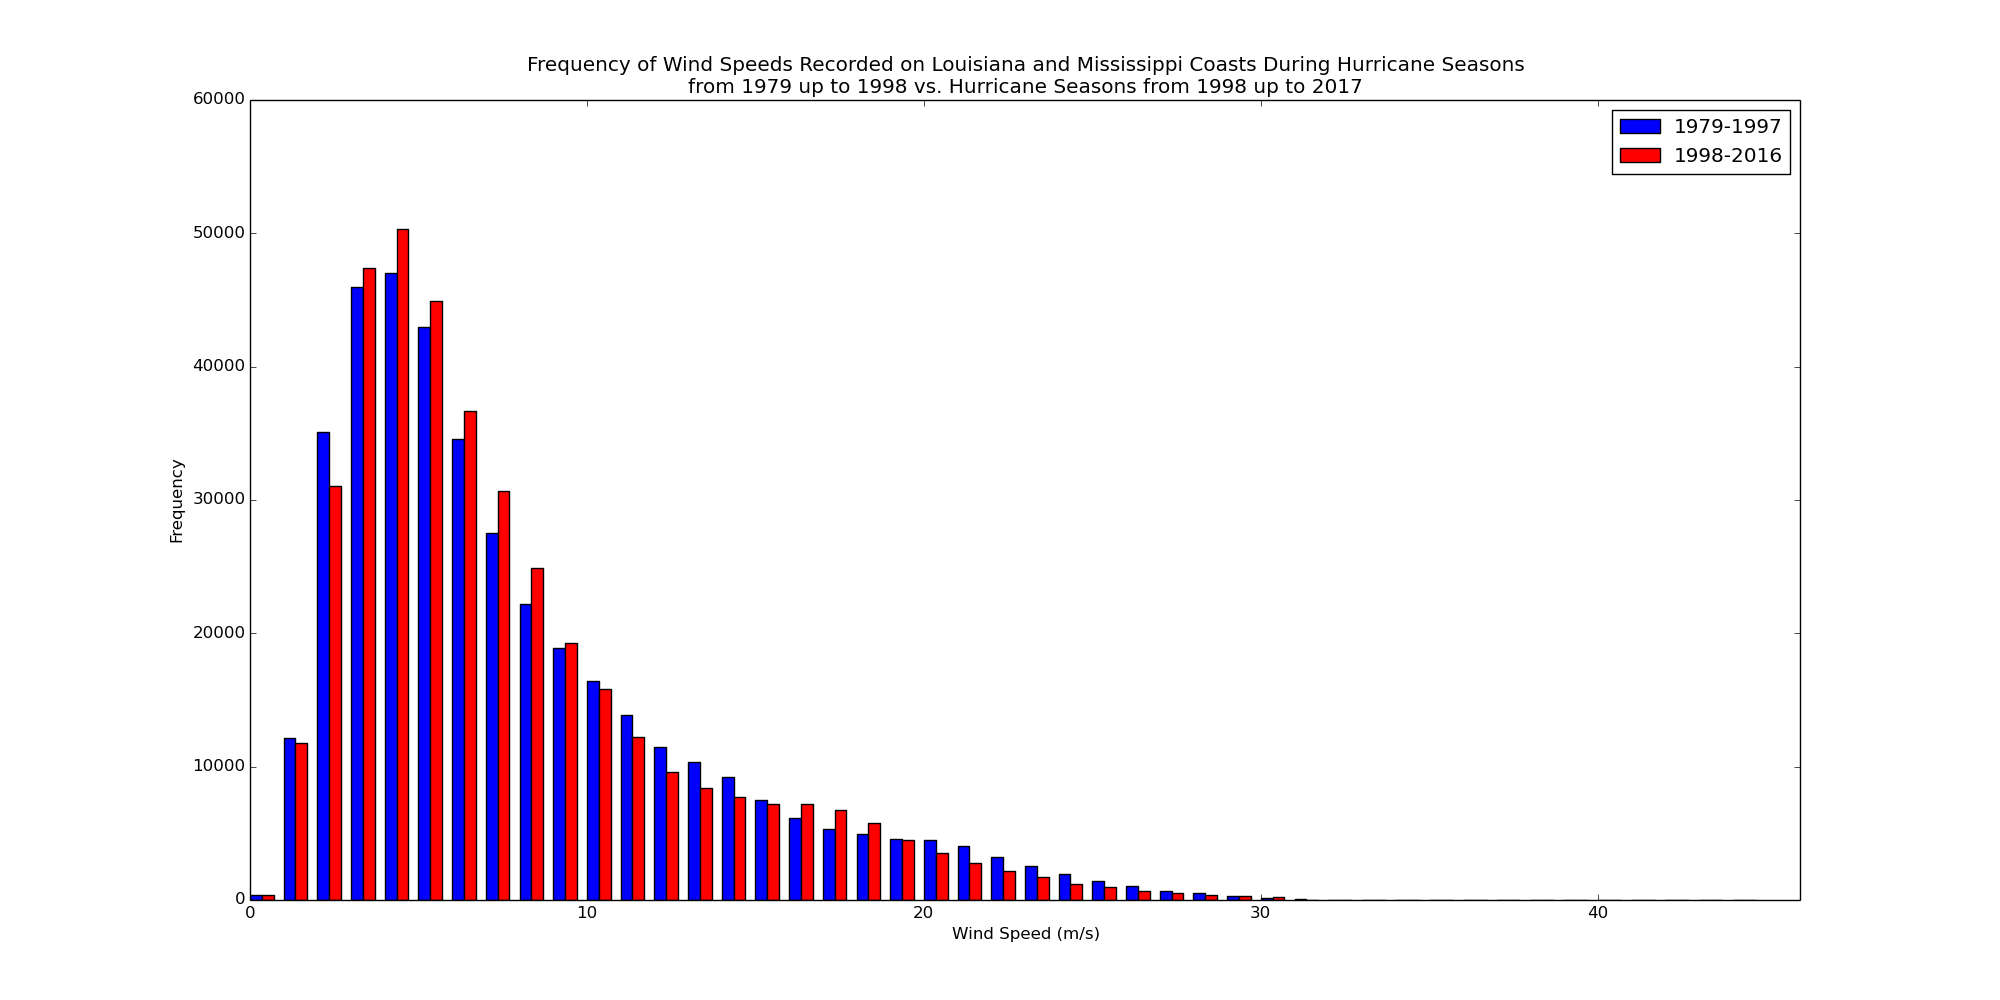 Frequency of Wind Speeds Recorded on Louisiana and Mississippi Coasts During Hurricane Seasons
from 1979 up to 1998 vs. Hurricane Seasons from 1998 up to 2017
1979-1997
1998-2016
60000
50000
40000
30000
20000
10000
0
Frequency
0 10 20 30 40
Wind Speed (m/s)